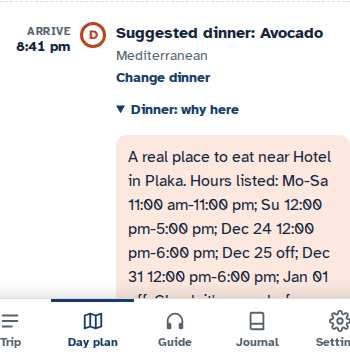 ARRIVE
8:41 pm
D
Suggested dinner: Avocado
Mediterranean
Change dinner
▼ Dinner: why here
A real place to eat near Hotel
in Plaka. Hours listed: Mo-Sa
11:00 am-11:00 pm; Su 12:00
pm-5:00 pm; Dec 24 12:00
pm-6:00 pm; Dec 25 off; Dec
31 12:00 pm-6:00 pm; Jan 01
Trip
Day plan
Guide
Journal
Settin